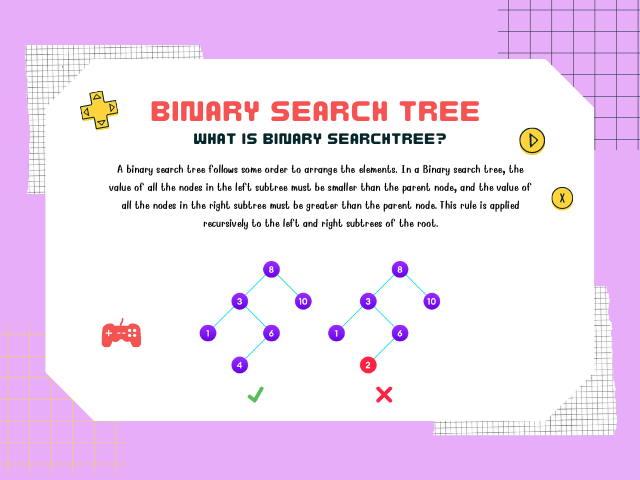 BINARY SEARCH TREE
WHAT IS BINARY SEARCHTREE?
A binary search tree follows some order to arrange the elements. In a Binary search tree, the
value of all the nodes in the left subtree must be smaller than the parent node, and the value of
all the nodes in the right subtree must be greater than the parent node. This rule is applied
recursively to the left and right subtrees of the root.
X
8 8
3 10 3 10
1 6 1 6
4 2